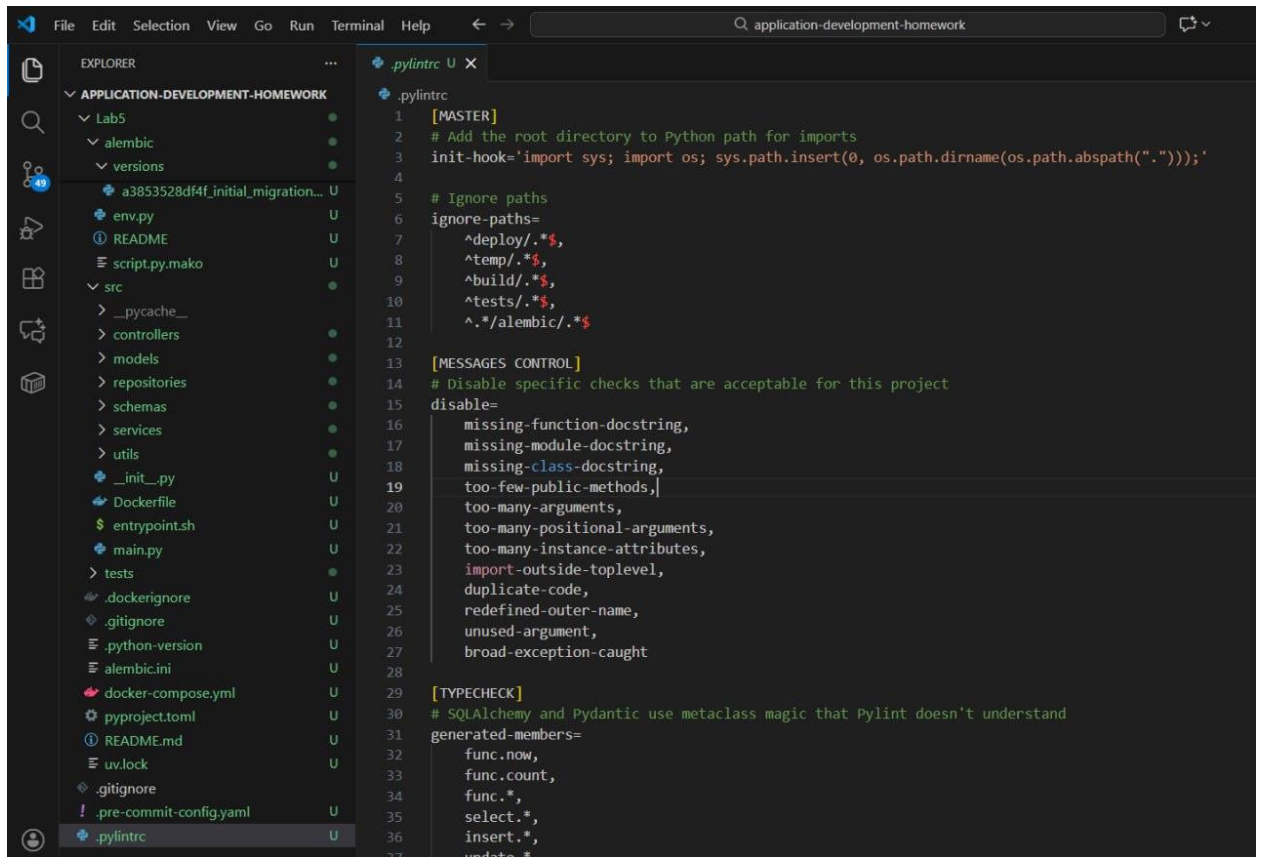 File Edit Selection View Go Run Terminal Help
application-development-homework
EXPLORER
APPLICATION-DEVELOPMENT-HOMEWORK
Lab5
alembic
versions
a3853528df4f_initial_migration... U
env.py U
README U
script.py.mako U
src
__pycache__
controllers
models
repositories
schemas
services
utils
__init__.py U
Dockerfile U
entrypoint.sh U
main.py U
tests
.dockerignore U
.gitignore U
.python-version U
alembic.ini U
docker-compose.yml U
pyproject.toml U
README.md U
uv.lock U
.gitignore
.pre-commit-config.yaml U
.pylintrc U
49
.pylintrc U
.pylintrc
1 [MASTER]
2 # Add the root directory to Python path for imports
3 init-hook='import sys; import os; sys.path.insert(0, os.path.dirname(os.path.abspath(".")));'
4
5 # Ignore paths
6 ignore-paths=
7 ^deploy/.*$,
8 ^temp/.*$,
9 ^build/.*$,
10 ^tests/.*$,
11 ^.*/alembic/.*$
12
13 [MESSAGES CONTROL]
14 # Disable specific checks that are acceptable for this project
15 disable=
16 missing-function-docstring,
17 missing-module-docstring,
18 missing-class-docstring,
19 too-few-public-methods,
20 too-many-arguments,
21 too-many-positional-arguments,
22 too-many-instance-attributes,
23 import-outside-toplevel,
24 duplicate-code,
25 redefined-outer-name,
26 unused-argument,
27 broad-exception-caught
28
29 [TYPECHECK]
30 # SQLAlchemy and Pydantic use metaclass magic that Pylint doesn't understand
31 generated-members=
32 func.now,
33 func.count,
34 func.*,
35 select.*,
36 insert.*,